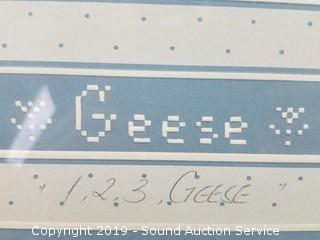 Geese
" 1, 2, 3, GEESE "
Copyright 2019 - Sound Auction Service